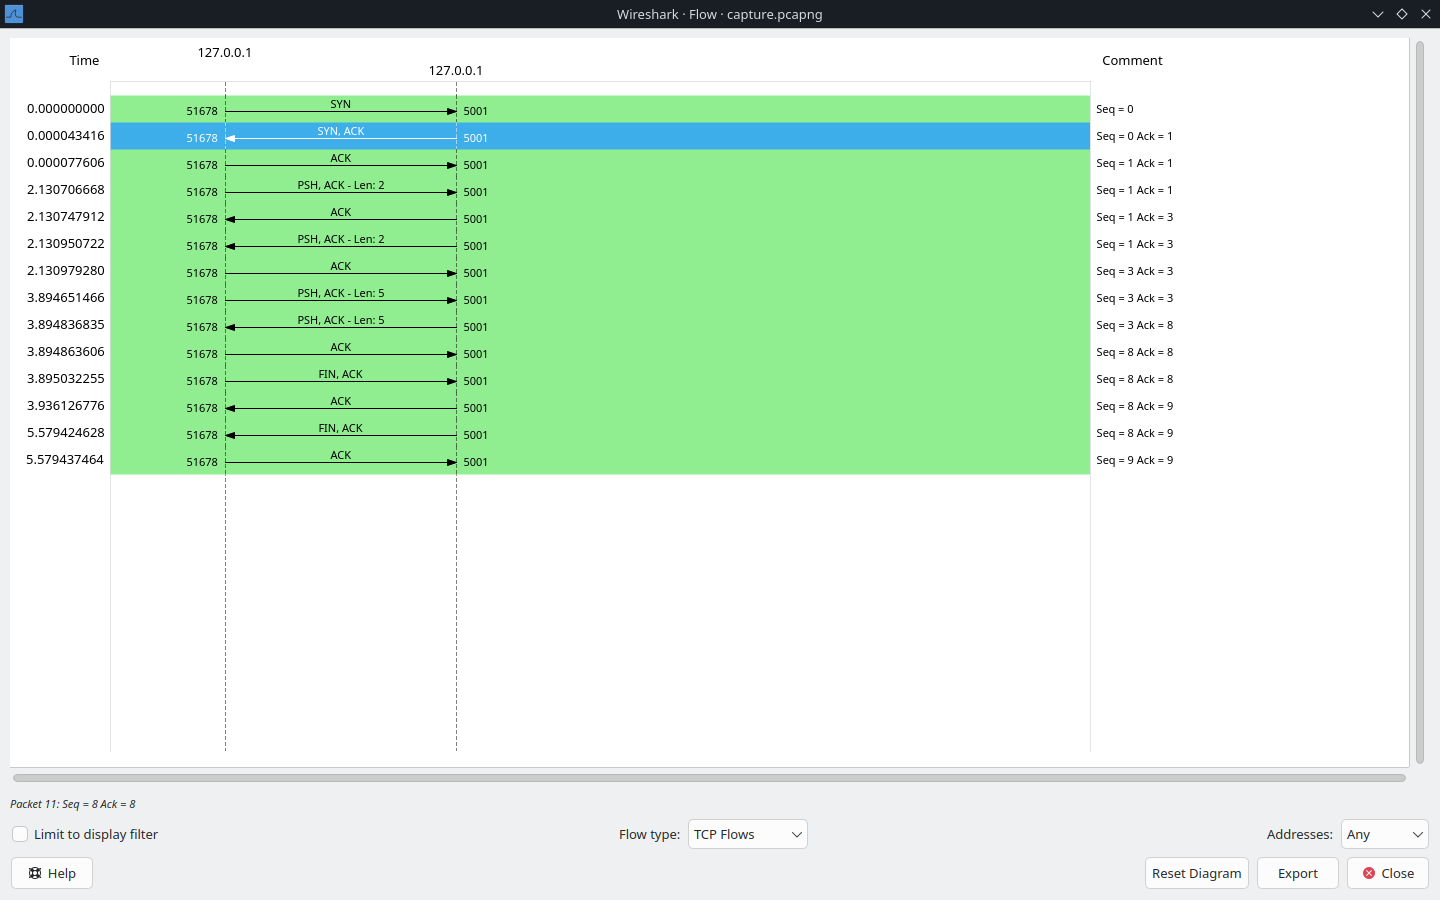 Wireshark · Flow · capture.pcapng
127.0.0.1
Time Comment
127.0.0.1
0.000000000 51678 SYN 5001 Seq = 0
0.000043416 51678 SYN, ACK 5001 Seq = 0 Ack = 1
0.000077606 51678 ACK 5001 Seq = 1 Ack = 1
2.130706668 51678 PSH, ACK - Len: 2 5001 Seq = 1 Ack = 1
2.130747912 51678 ACK 5001 Seq = 1 Ack = 3
2.130950722 51678 PSH, ACK - Len: 2 5001 Seq = 1 Ack = 3
2.130979280 51678 ACK 5001 Seq = 3 Ack = 3
3.894651466 51678 PSH, ACK - Len: 5 5001 Seq = 3 Ack = 3
3.894836835 51678 PSH, ACK - Len: 5 5001 Seq = 3 Ack = 8
3.894863606 51678 ACK 5001 Seq = 8 Ack = 8
3.895032255 51678 FIN, ACK 5001 Seq = 8 Ack = 8
3.936126776 51678 ACK 5001 Seq = 8 Ack = 9
5.579424628 51678 FIN, ACK 5001 Seq = 8 Ack = 9
5.579437464 51678 ACK 5001 Seq = 9 Ack = 9
Packet 11: Seq = 8 Ack = 8
Limit to display filter Flow type: TCP Flows Addresses: Any
Help Reset Diagram Export Close